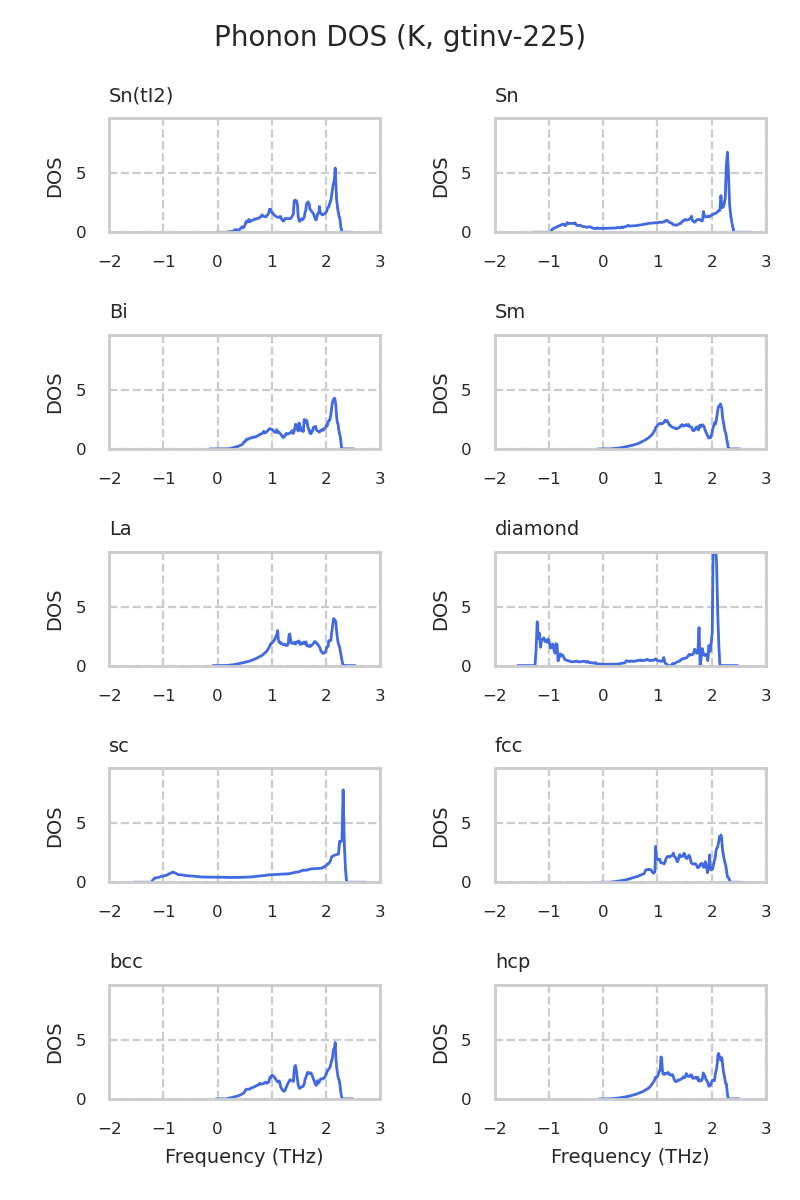 Phonon DOS (K, gtinv-225)
Sn(tI2)
DOS
5
0
−2 −1 0 1 2 3
Sn
DOS
5
0
−2 −1 0 1 2 3
Bi
DOS
5
0
−2 −1 0 1 2 3
Sm
DOS
5
0
−2 −1 0 1 2 3
La
DOS
5
0
−2 −1 0 1 2 3
diamond
DOS
5
0
−2 −1 0 1 2 3
sc
DOS
5
0
−2 −1 0 1 2 3
fcc
DOS
5
0
−2 −1 0 1 2 3
bcc
DOS
5
0
−2 −1 0 1 2 3
Frequency (THz)
hcp
DOS
5
0
−2 −1 0 1 2 3
Frequency (THz)